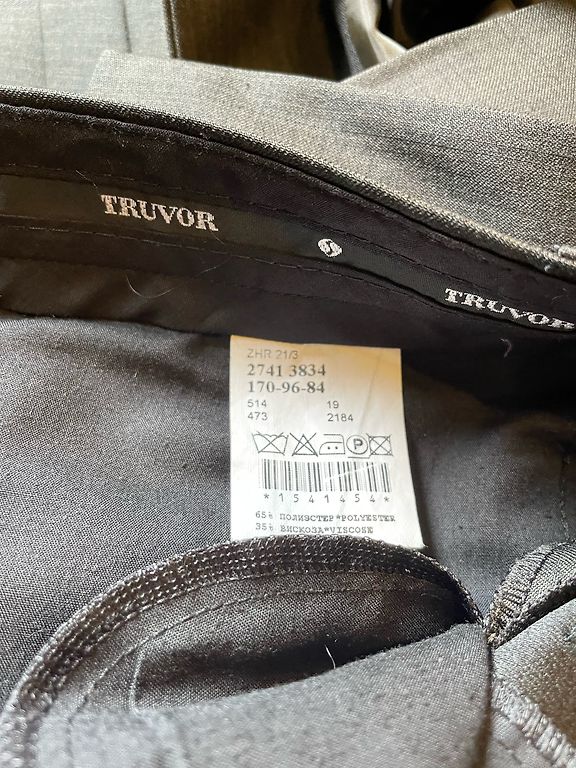 TRUVOR
TRUVOR
ZHR 21/3
2741 3834
170-96-84
514 19
473 2184
P
*1541454*
65% ПОЛИЭСТЕР*POLYESTER
35% ВИСКОЗА*VISCOSE